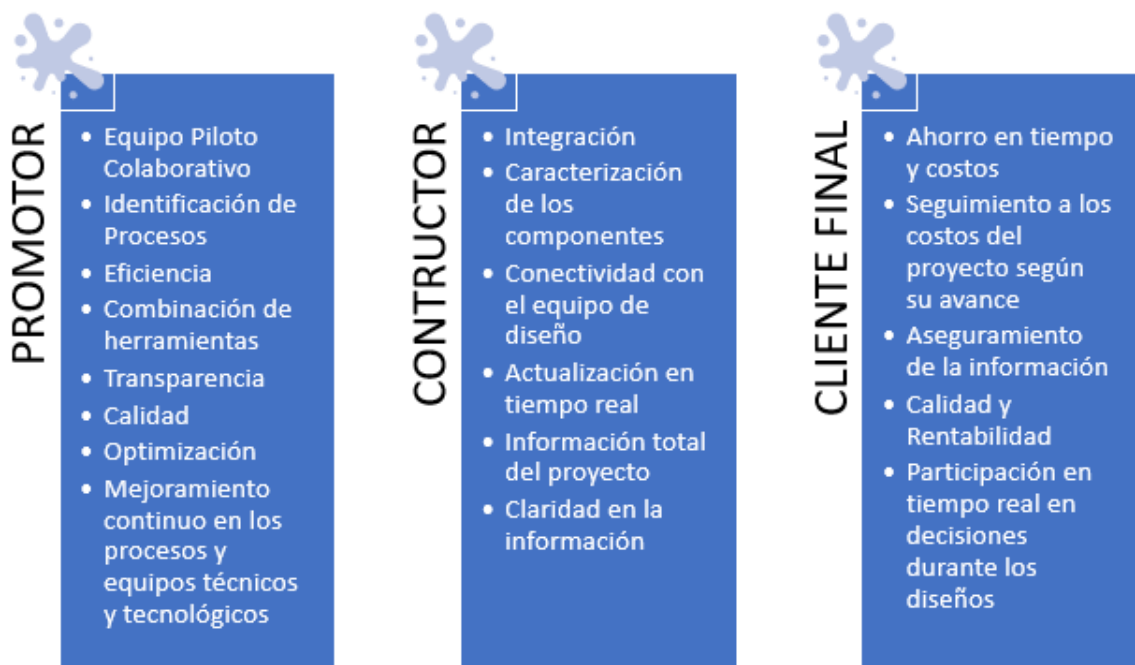 PROMOTOR
• Equipo Piloto
Colaborativo
• Identificación de
Procesos
• Eficiencia
• Combinación de
herramientas
• Transparencia
• Calidad
• Optimización
• Mejoramiento
continuo en los
procesos y
equipos técnicos
y tecnológicos
CONTRUCTOR
• Integración
• Caracterización
de los
componentes
• Conectividad con
el equipo de
diseño
• Actualización en
tiempo real
• Información total
del proyecto
• Claridad en la
información
CLIENTE FINAL
• Ahorro en tiempo
y costos
• Seguimiento a los
costos del
proyecto según
su avance
• Aseguramiento
de la información
• Calidad y
Rentabilidad
• Participación en
tiempo real en
decisiones
durante los
diseños